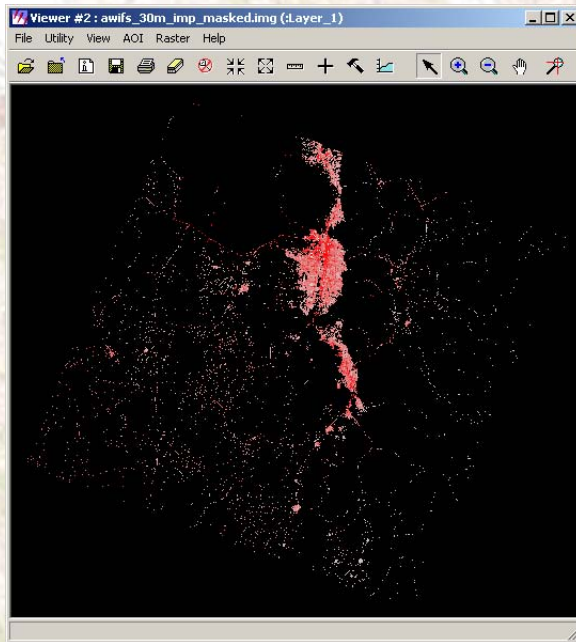 Viewer #2 : awifs_30m_imp_masked.img (:Layer_1)
File Utility View AOI Raster Help